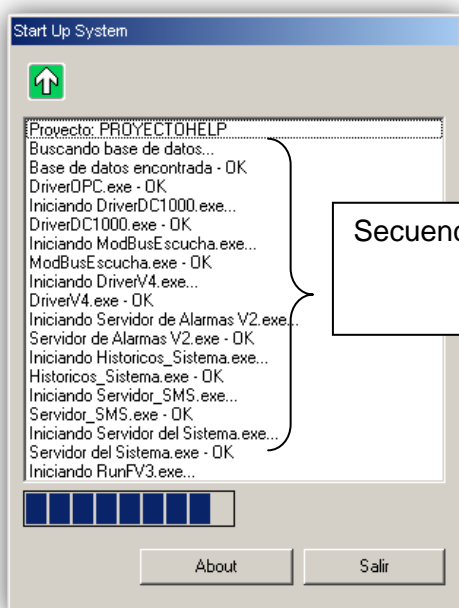 Start Up System
Proyecto: PROYECTOHELP
Buscando base de datos...
Base de datos encontrada - OK
DriverOPC.exe - OK
Iniciando DriverDC1000.exe...
DriverDC1000.exe - OK
Iniciando ModBusEscucha.exe...
ModBusEscucha.exe - OK
Iniciando DriverV4.exe...
DriverV4.exe - OK
Iniciando Servidor de Alarmas V2.exe...
Servidor de Alarmas V2.exe - OK
Iniciando Historicos_Sistema.exe...
Historicos_Sistema.exe - OK
Iniciando Servidor_SMS.exe...
Servidor_SMS.exe - OK
Iniciando Servidor del Sistema.exe...
Servidor del Sistema.exe - OK
Iniciando RunFV3.exe...
About
Salir